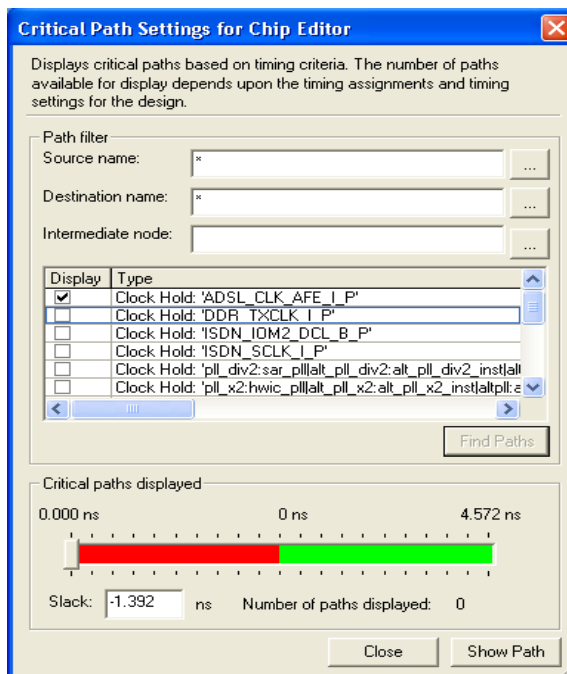 Critical Path Settings for Chip Editor
Displays critical paths based on timing criteria. The number of paths
available for display depends upon the timing assignments and timing
settings for the design.
Path filter
Source name: *
...
Destination name: *
...
Intermediate node:
...
Display Type
Clock Hold: 'ADSL_CLK_AFE_I_P'
Clock Hold: 'DDR_TXCLK_I_P'
Clock Hold: 'ISDN_IOM2_DCL_B_P'
Clock Hold: 'ISDN_SCLK_I_P'
Clock Hold: 'pll_div2:sar_pll|alt_pll_div2:alt_pll_div2_inst|alt
Clock Hold: 'pll_x2:hwic_pll|alt_pll_x2:alt_pll_x2_inst|altpll:a
Find Paths
Critical paths displayed
0.000 ns 0 ns 4.572 ns
Slack: -1.392 ns Number of paths displayed: 0
Close Show Path